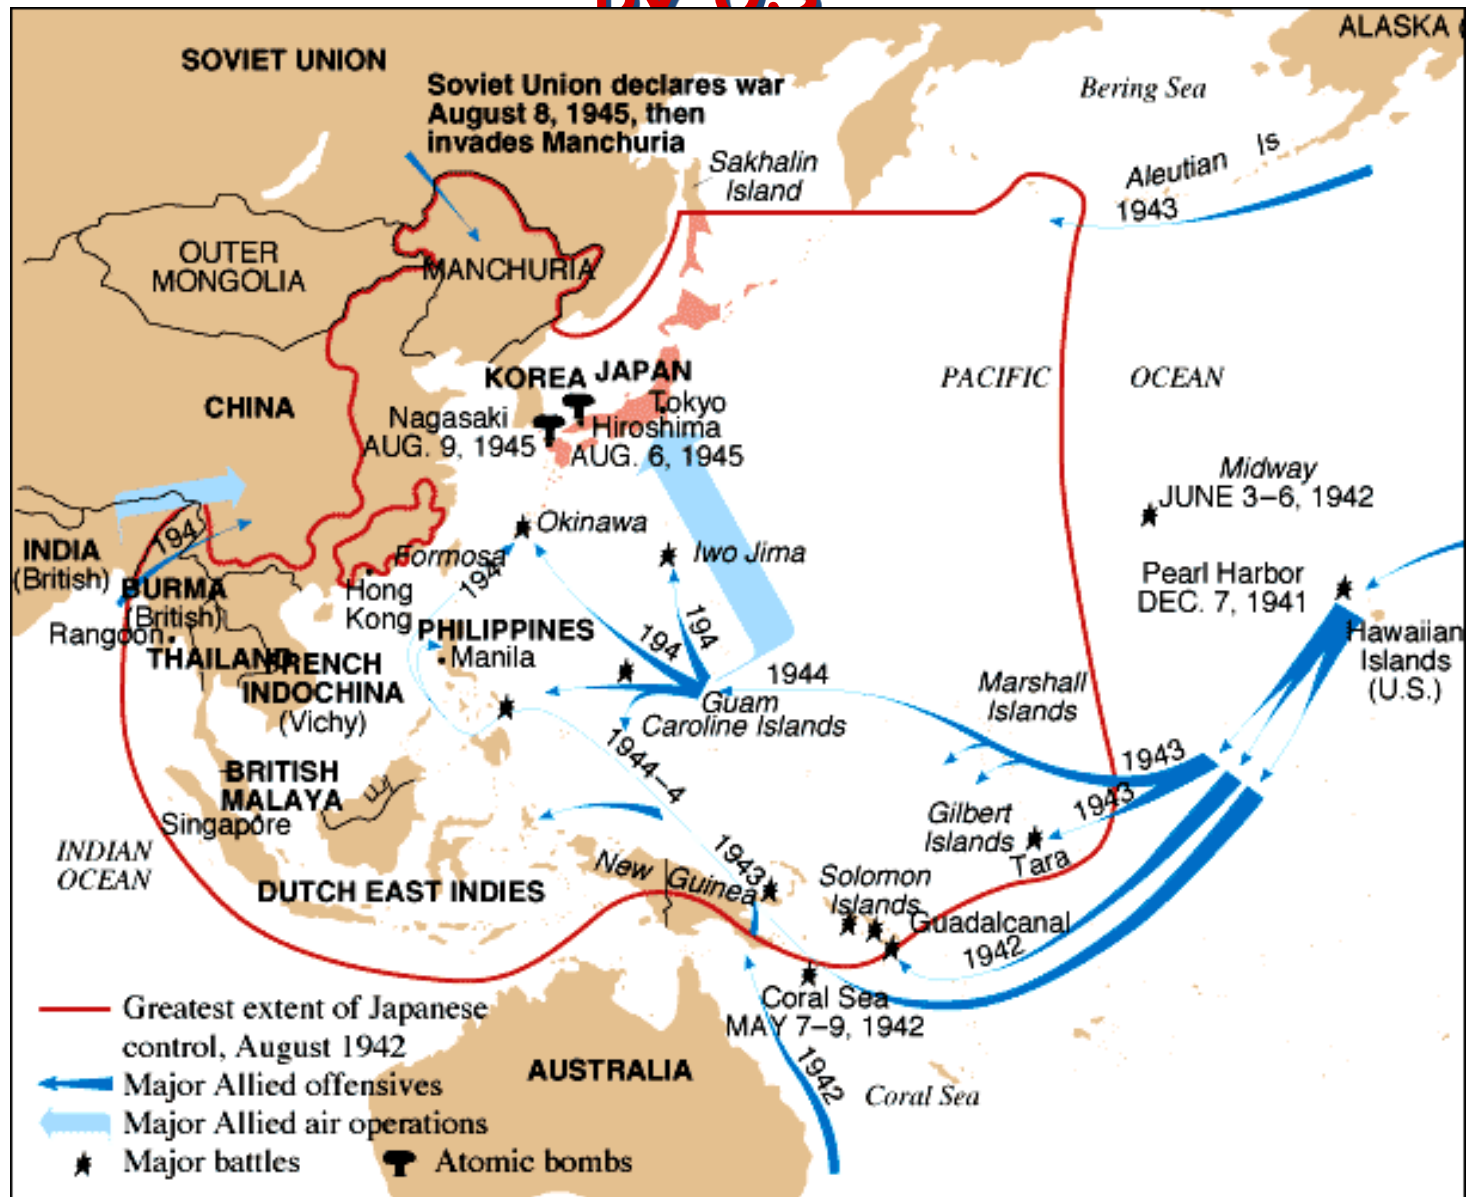 ALASKA (
SOVIET UNION
Soviet Union declares war
August 8, 1945, then
invades Manchuria
Bering Sea
Sakhalin
Island
Aleutian Is
1943
OUTER
MONGOLIA
MANCHURIA
KOREA
JAPAN
PACIFIC
OCEAN
CHINA
Tokyo
Nagasaki
AUG. 9, 1945
Hiroshima
AUG. 6, 1945
Midway
JUNE 3–6, 1942
Okinawa
Iwo Jima
INDIA
(British)
194
BURMA
(British)
Rangoon
Formosa
194
Hong
Kong
Pearl Harbor
DEC. 7, 1941
Hawaiian
Islands
(U.S.)
PHILIPPINES
Manila
194
194
THAILAND
FRENCH
INDOCHINA
(Vichy)
1944
Guam
Caroline Islands
Marshall
Islands
1944–4
1943
1943
BRITISH
MALAYA
Singapore
Gilbert
Islands
Tara
INDIAN
OCEAN
DUTCH EAST INDIES
New Guinea
1943
Solomon
Islands
Guadalcanal
1942
Coral Sea
MAY 7–9, 1942
1942
Coral Sea
AUSTRALIA
Greatest extent of Japanese
control, August 1942
Major Allied offensives
Major Allied air operations
Major battles
Atomic bombs